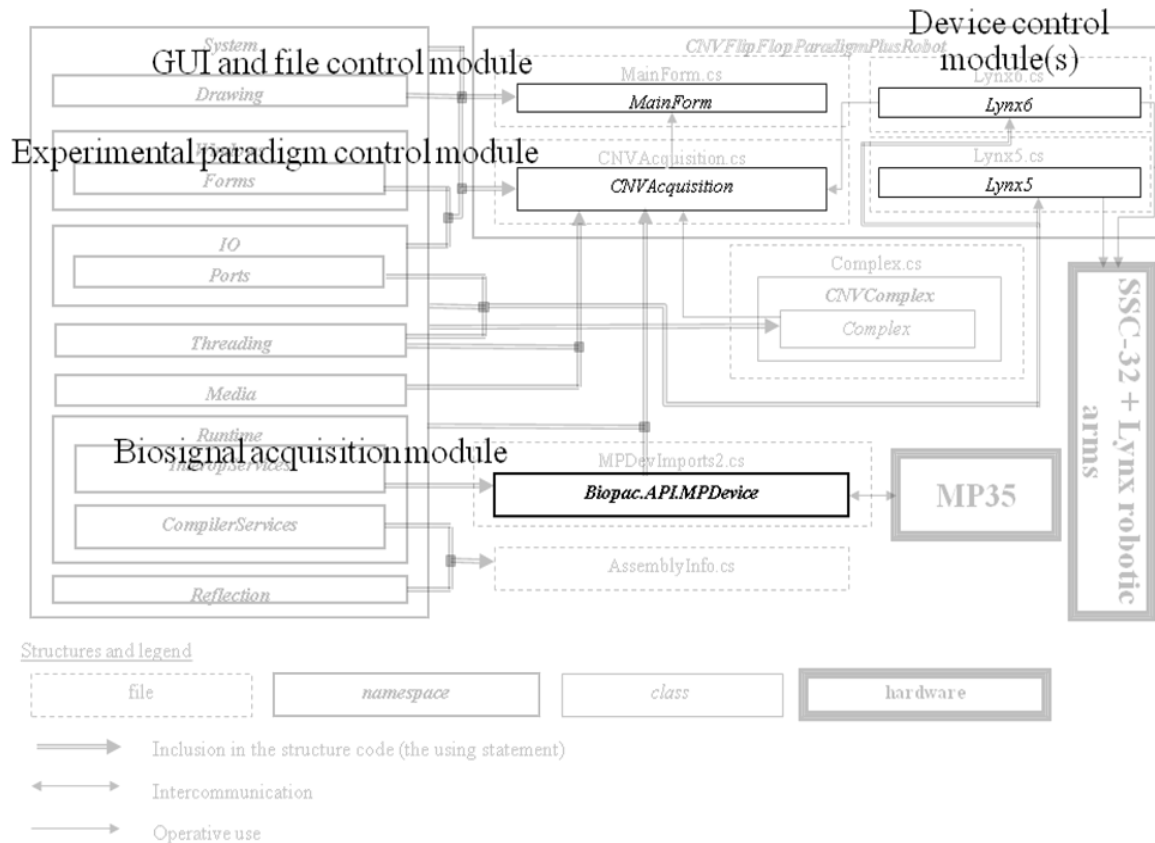 System
CNVFlipFlopParadigmPlusRobot
Device control
module(s)
GUI and file control module
Drawing
MainForm.cs
MainForm
Lynx6.cs
Lynx6
Experimental paradigm control module
Forms
CNVAcquisition.cs
CNVAcquisition
Lynx5.cs
Lynx5
IO
Ports
Complex.cs
CNVComplex
Complex
Threading
Media
SSC-32 + Lynx robotic
arms
Runtime
Biosignal acquisition module
InteropServices
MPDevImports2.cs
Biopac.API.MPDevice
MP35
CompilerServices
AssemblyInfo.cs
Reflection
Structures and legend
file
namespace
class
hardware
Inclusion in the structure code (the using statement)
Intercommunication
Operative use